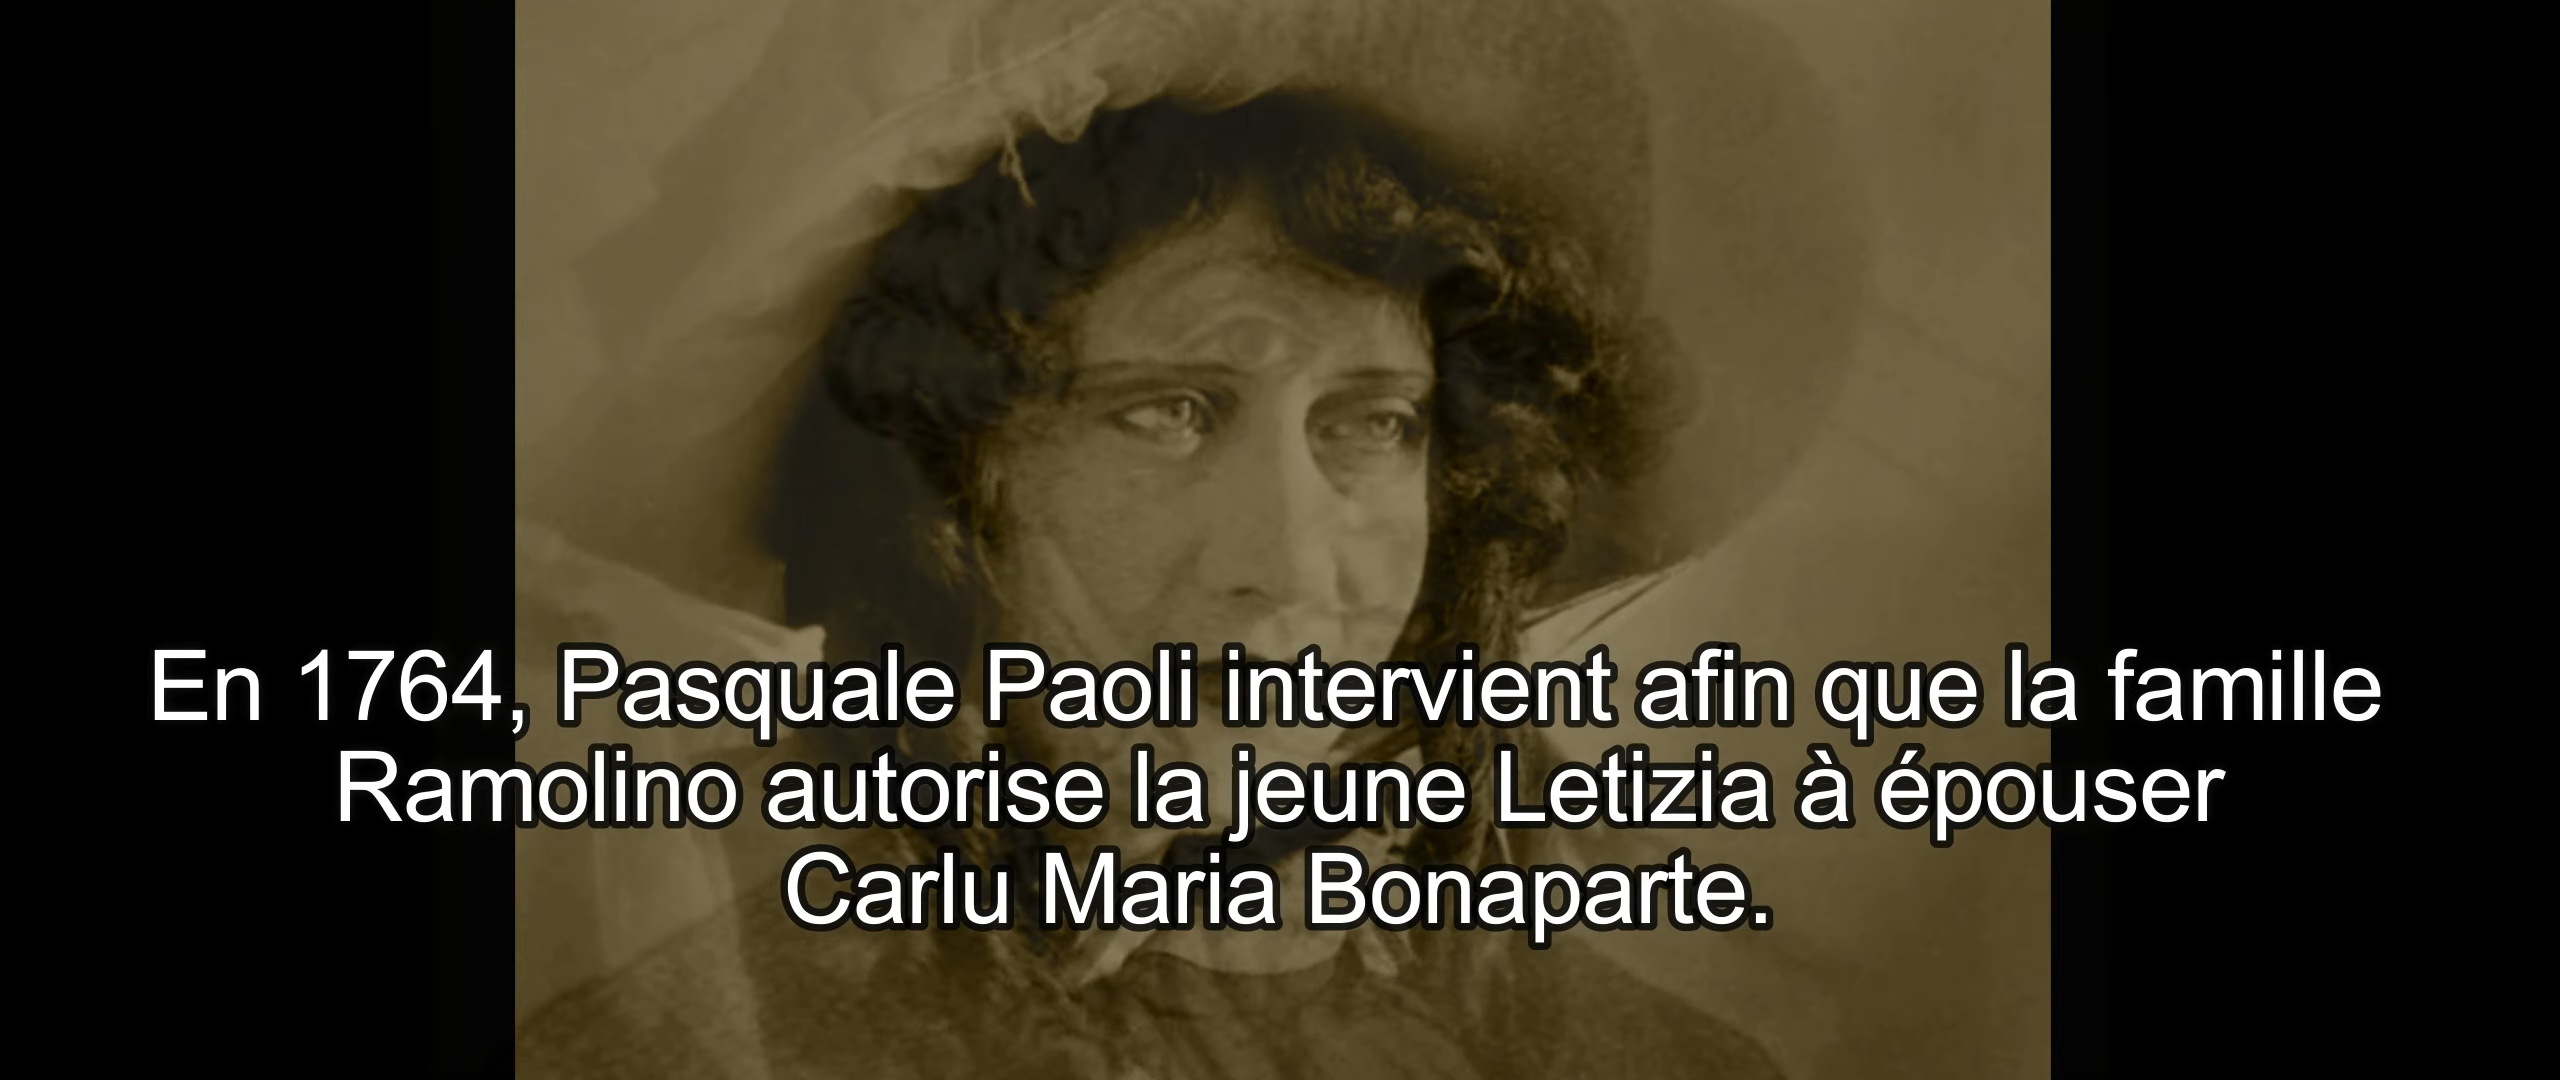 En 1764, Pasquale Paoli intervient afin que la famille
Ramolino autorise la jeune Letizia à épouser
Carlu Maria Bonaparte.